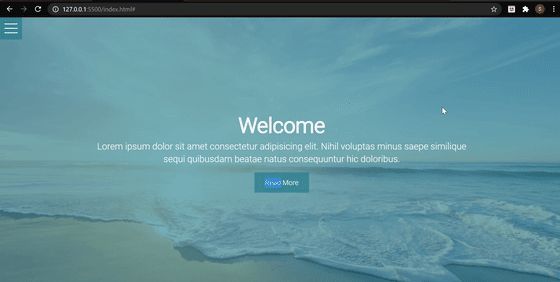 127.0.0.1:5500/index.html#
S
Welcome
Lorem ipsum dolor sit amet consectetur adipisicing elit. Nihil voluptas minus saepe similique
sequi quibusdam beatae natus consequuntur hic doloribus.
Read More